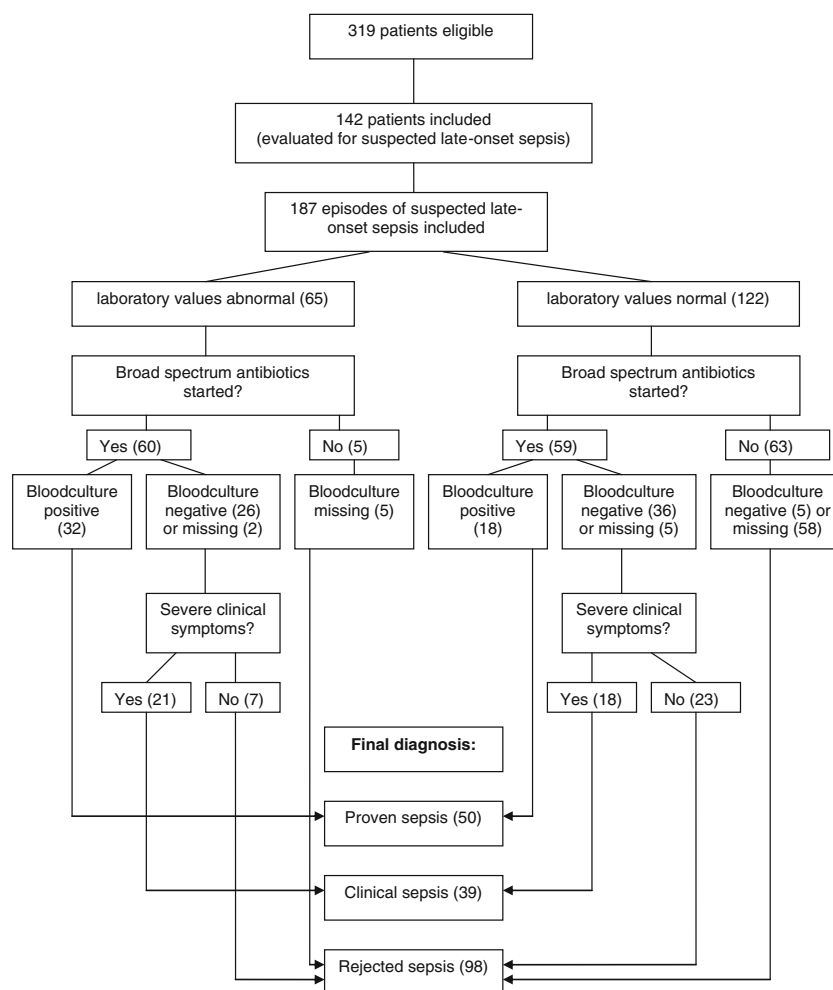 319 patients eligible
142 patients included
(evaluated for suspected late-onset sepsis)
187 episodes of suspected late-
onset sepsis included
laboratory values abnormal (65)
laboratory values normal (122)
Broad spectrum antibiotics
started?
Broad spectrum antibiotics
started?
Yes (60)
No (5)
Yes (59)
No (63)
Bloodculture
positive
(32)
Bloodculture
negative (26)
or missing (2)
Bloodculture
missing (5)
Bloodculture
positive
(18)
Bloodculture
negative (36)
or missing (5)
Bloodculture
negative (5) or
missing (58)
Severe clinical
symptoms?
Severe clinical
symptoms?
Yes (21)
No (7)
Yes (18)
No (23)
Final diagnosis:
Proven sepsis (50)
Clinical sepsis (39)
Rejected sepsis (98)